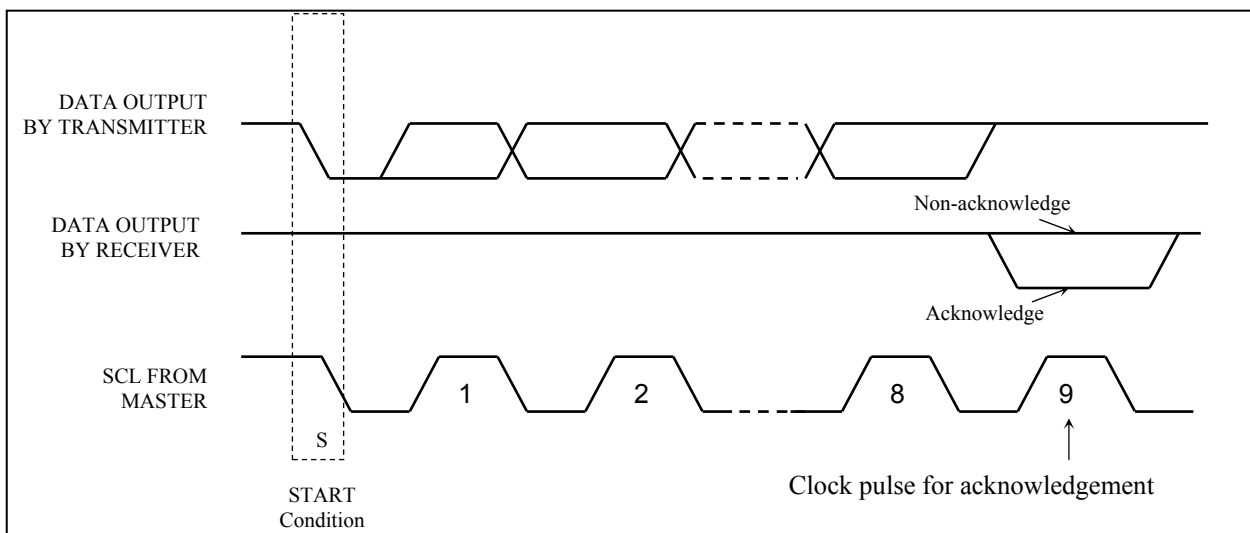 DATA OUTPUT
BY TRANSMITTER
Non-acknowledge
DATA OUTPUT
BY RECEIVER
Acknowledge
SCL FROM
MASTER
1
2
8
9
S
START
Condition
Clock pulse for acknowledgement